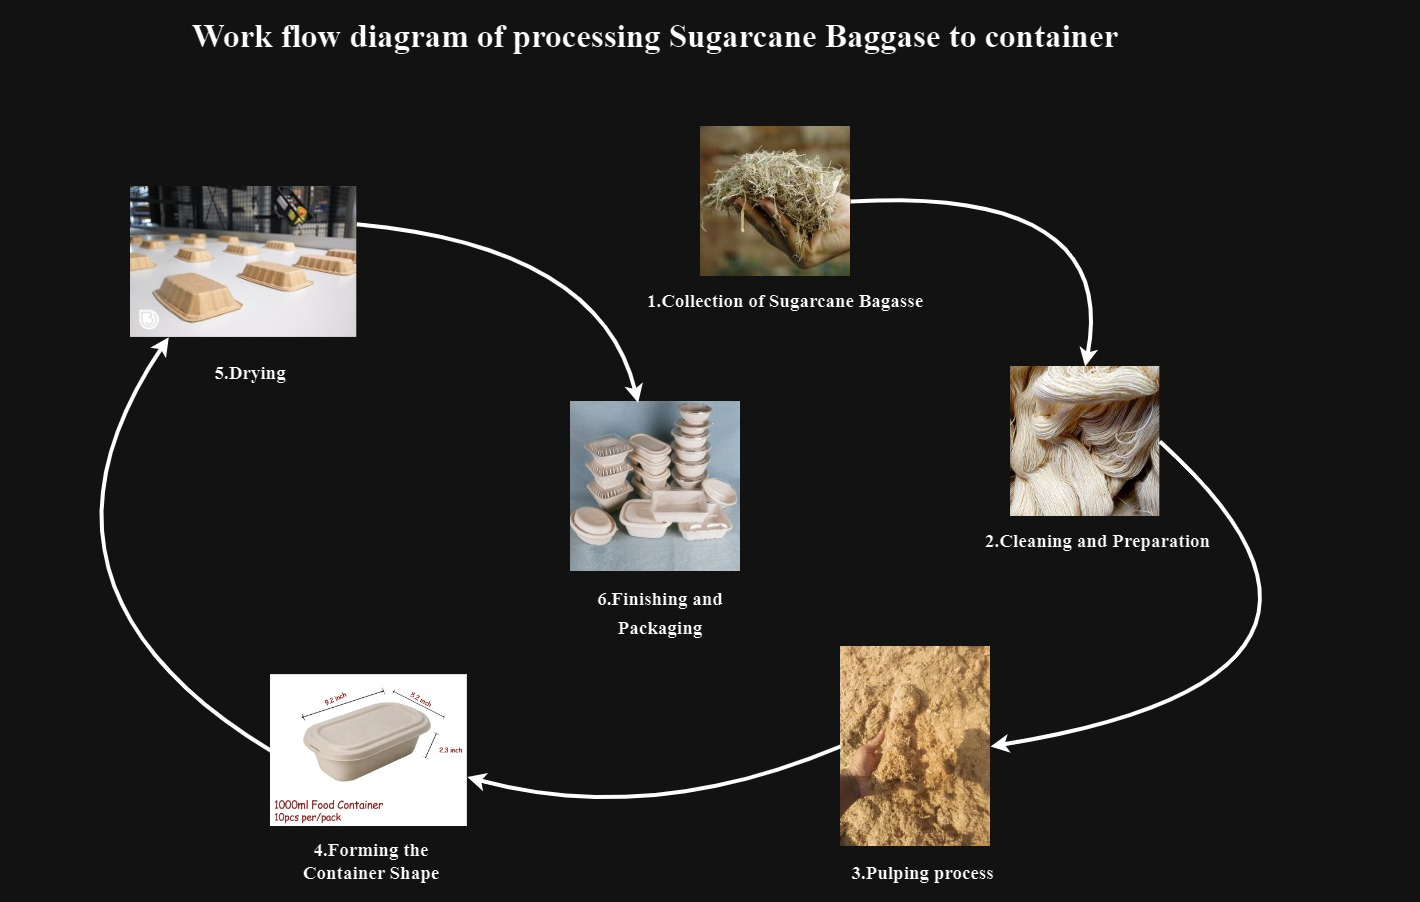 Work flow diagram of processing Sugarcane Baggase to container
1.Collection of Sugarcane Bagasse
2.Cleaning and Preparation
3.Pulping process
9.2 inch
5.2 inch
2.3 inch
1000ml Food Container
10pcs per/pack
4.Forming the
Container Shape
5.Drying
6.Finishing and
Packaging